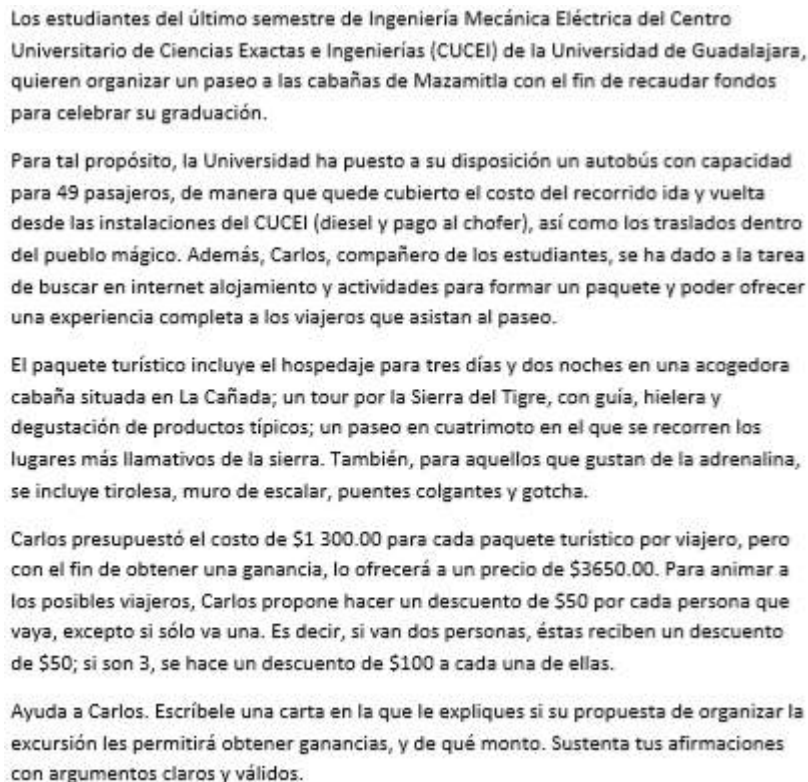 Los estudiantes del último semestre de Ingeniería Mecánica Eléctrica del Centro
Universitario de Ciencias Exactas e Ingenierías (CUCEI) de la Universidad de Guadalajara,
quieren organizar un paseo a las cabañas de Mazamitla con el fin de recaudar fondos
para celebrar su graduación.
Para tal propósito, la Universidad ha puesto a su disposición un autobús con capacidad
para 49 pasajeros, de manera que quede cubierto el costo del recorrido ida y vuelta
desde las instalaciones del CUCEI (diesel y pago al chofer), así como los traslados dentro
del pueblo mágico. Además, Carlos, compañero de los estudiantes, se ha dado a la tarea
de buscar en internet alojamiento y actividades para formar un paquete y poder ofrecer
una experiencia completa a los viajeros que asistan al paseo.
El paquete turístico incluye el hospedaje para tres días y dos noches en una acogedora
cabaña situada en La Cañada; un tour por la Sierra del Tigre, con guía, hielera y
degustación de productos típicos; un paseo en cuatrimoto en el que se recorren los
lugares más llamativos de la sierra. También, para aquellos que gustan de la adrenalina,
se incluye tirolesa, muro de escalar, puentes colgantes y gotcha.
Carlos presupuestó el costo de $1 300.00 para cada paquete turístico por viajero, pero
con el fin de obtener una ganancia, lo ofrecerá a un precio de $3650.00. Para animar a
los posibles viajeros, Carlos propone hacer un descuento de $50 por cada persona que
vaya, excepto si sólo va una. Es decir, si van dos personas, éstas reciben un descuento
de $50; si son 3, se hace un descuento de $100 a cada una de ellas.
Ayuda a Carlos. Escríbele una carta en la que le expliques si su propuesta de organizar la
excursión les permitirá obtener ganancias, y de qué monto. Sustenta tus afirmaciones
con argumentos claros y válidos.